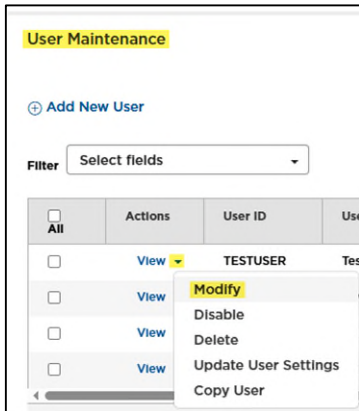 User Maintenance
Add New User
Filter Select fields
All Actions User ID
View TESTUSER
View Modify
Disable
View Delete
View Update User Settings
Copy User